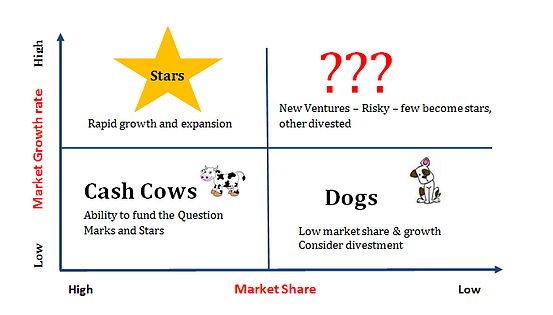 High
Market Growth rate
Low
Stars
Rapid growth and expansion
???
New Ventures – Risky – few become stars,
other divested
Cash Cows
Ability to fund the Question
Marks and Stars
Dogs
Low market share & growth
Consider divestment
High
Market Share
Low